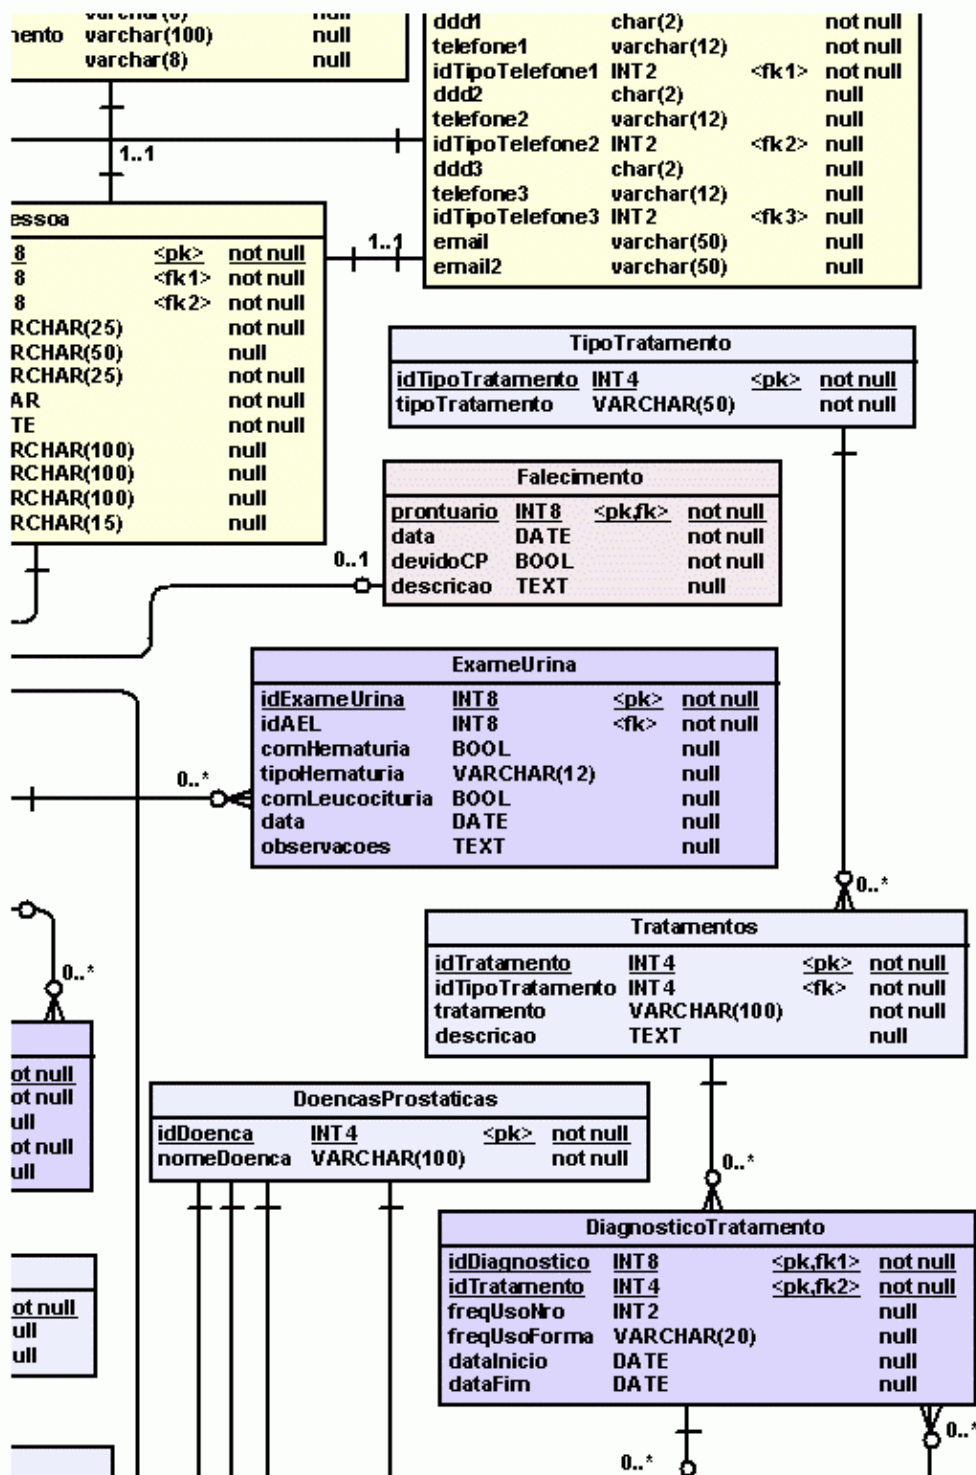 varchar(100) null
varchar(8) null
ddd1 char(2) not null
telefone1 varchar(12) not null
idTipoTelefone1 INT2 <fk1> not null
ddd2 char(2) null
telefone2 varchar(12) null
idTipoTelefone2 INT2 <fk2> null
ddd3 char(2) null
telefone3 varchar(12) null
idTipoTelefone3 INT2 <fk3> null
email varchar(50) null
email2 varchar(50) null
1..1
1..1
essoa
8 <pk> not null
8 <fk1> not null
8 <fk2> not null
RCHAR(25) not null
RCHAR(50) null
RCHAR(25) not null
AR not null
TE not null
RCHAR(100) null
RCHAR(100) null
RCHAR(100) null
RCHAR(15) null
TipoTratamento
idTipoTratamento INT4 <pk> not null
tipoTratamento VARCHAR(50) not null
Falecimento
prontuario INT8 <pk,fk> not null
data DATE not null
devidoCP BOOL not null
descricao TEXT null
0..1
ExameUrina
idExameUrina INT8 <pk> not null
idAEL INT8 <fk> not null
comHematuria BOOL null
tipoHematuria VARCHAR(12) null
comLeucocituria BOOL null
data DATE null
observacoes TEXT null
0..*
0..*
Tratamentos
idTratamento INT4 <pk> not null
idTipoTratamento INT4 <fk> not null
tratamento VARCHAR(100) not null
descricao TEXT null
0..*
ot null
ot null
ull
ot null
ull
DoencasProstaticas
idDoenca INT4 <pk> not null
nomeDoenca VARCHAR(100) not null
0..*
DiagnosticoTratamento
idDiagnostico INT8 <pk,fk1> not null
idTratamento INT4 <pk,fk2> not null
freqUsoNro INT2 null
freqUsoForma VARCHAR(20) null
dataInicio DATE null
dataFim DATE null
ot null
ull
ull
0..*
0..*